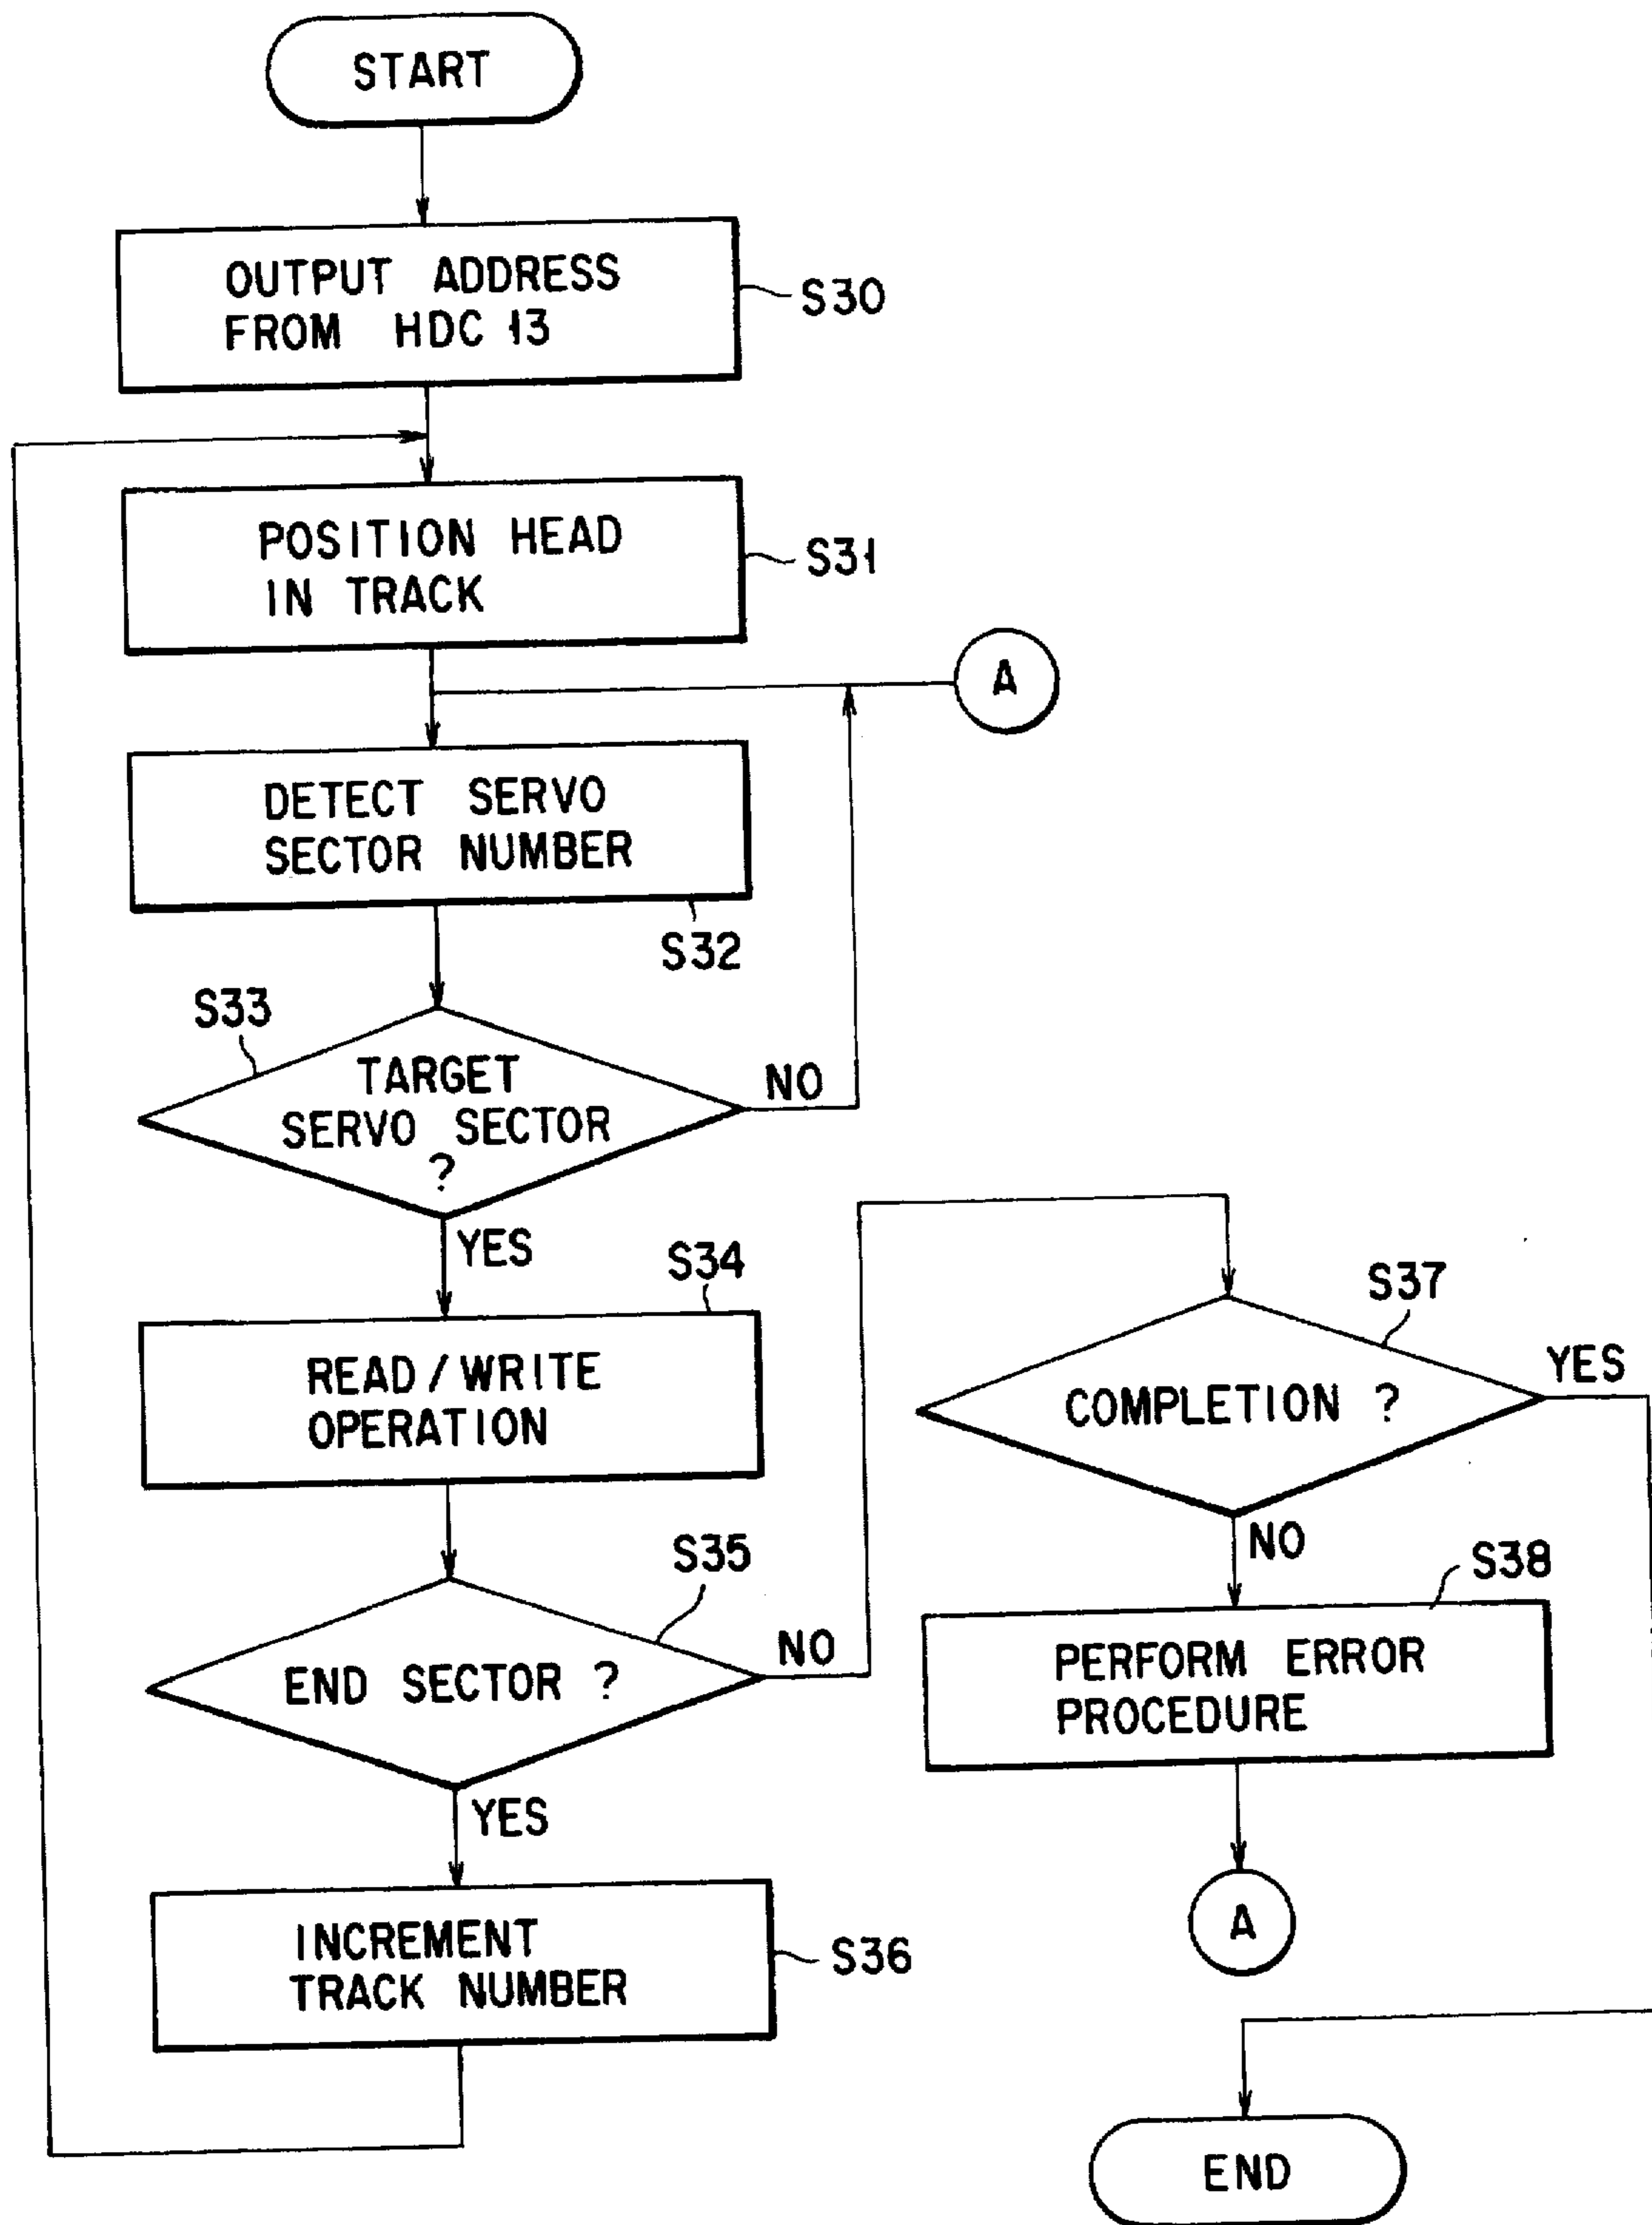 START
OUTPUT ADDRESS
FROM HDC 13
S30
POSITION HEAD
IN TRACK
S31
A
DETECT SERVO
SECTOR NUMBER
S32
S33
TARGET
SERVO SECTOR
?
NO
YES
S34
READ/WRITE
OPERATION
S35
END SECTOR ?
NO
YES
INCREMENT
TRACK NUMBER
S36
S37
COMPLETION ?
YES
NO
S38
PERFORM ERROR
PROCEDURE
A
END